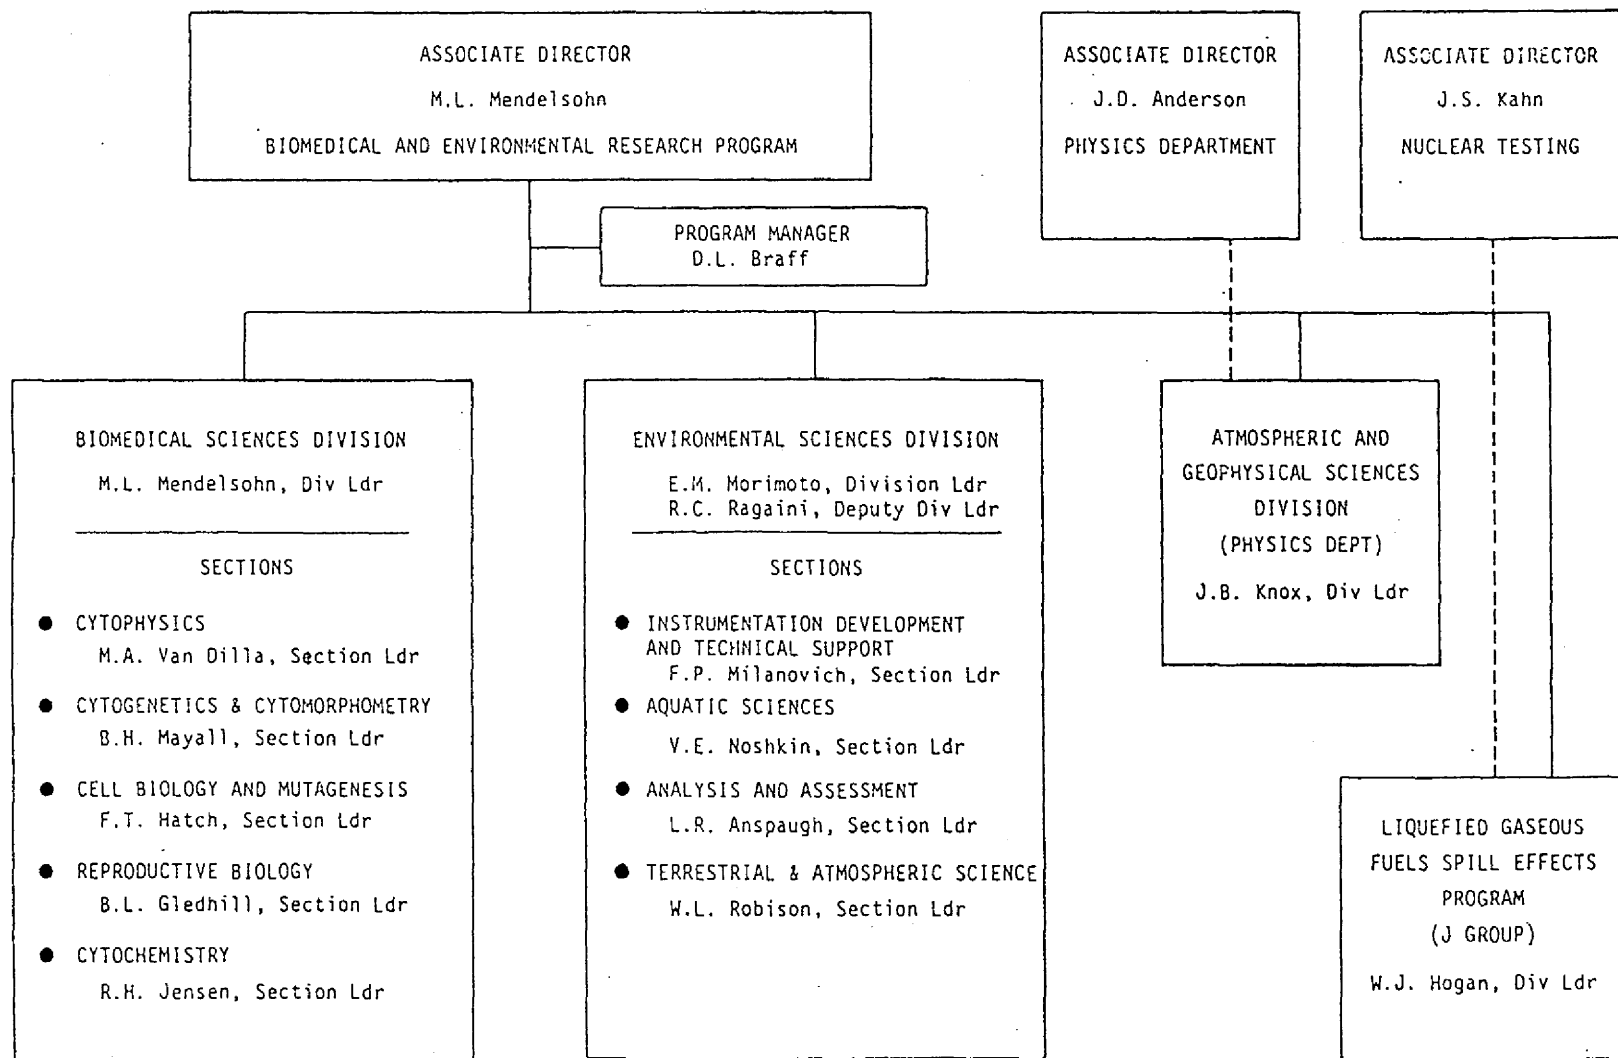 ASSOCIATE DIRECTOR
M.L. Mendelsohn
BIOMEDICAL AND ENVIRONMENTAL RESEARCH PROGRAM
ASSOCIATE DIRECTOR
J.D. Anderson
PHYSICS DEPARTMENT
ASSOCIATE DIRECTOR
J.S. Kahn
NUCLEAR TESTING
PROGRAM MANAGER
D.L. Braff
BIOMEDICAL SCIENCES DIVISION
M.L. Mendelsohn, Div Ldr
SECTIONS
● CYTOPHYSICS
M.A. Van Dilla, Section Ldr
● CYTOGENETICS & CYTOMORPHOMETRY
B.H. Mayall, Section Ldr
● CELL BIOLOGY AND MUTAGENESIS
F.T. Hatch, Section Ldr
● REPRODUCTIVE BIOLOGY
B.L. Gledhill, Section Ldr
● CYTOCHEMISTRY
R.H. Jensen, Section Ldr
ENVIRONMENTAL SCIENCES DIVISION
E.M. Morimoto, Division Ldr
R.C. Ragaini, Deputy Div Ldr
SECTIONS
● INSTRUMENTATION DEVELOPMENT
AND TECHNICAL SUPPORT
F.P. Milanovich, Section Ldr
● AQUATIC SCIENCES
V.E. Noshkin, Section Ldr
● ANALYSIS AND ASSESSMENT
L.R. Anspaugh, Section Ldr
● TERRESTRIAL & ATMOSPHERIC SCIENCE
W.L. Robison, Section Ldr
ATMOSPHERIC AND
GEOPHYSICAL SCIENCES
DIVISION
(PHYSICS DEPT)
J.B. Knox, Div Ldr
LIQUEFIED GASEOUS
FUELS SPILL EFFECTS
PROGRAM
(J GROUP)
W.J. Hogan, Div Ldr